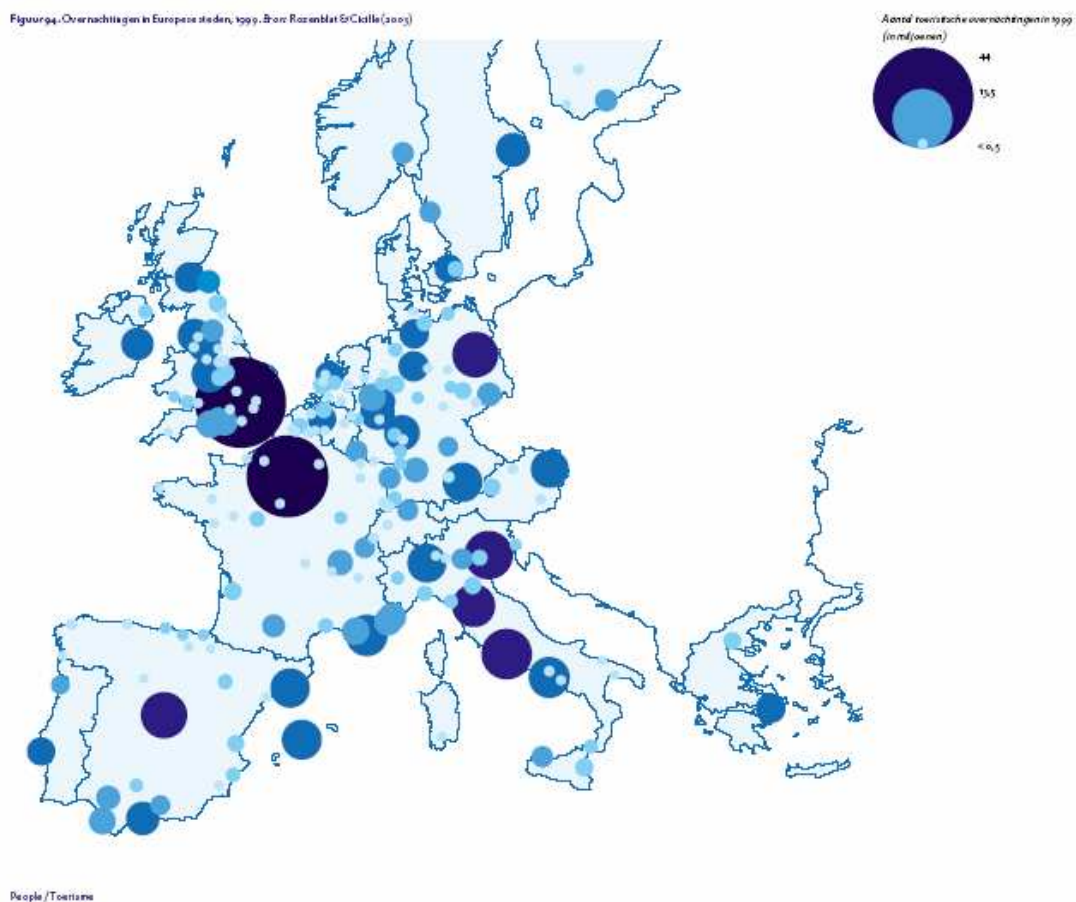 Figuur 94. Overnachtingen in Europese steden, 1999. Bron: Rozenblat & Cicille (2003)
Aantal toeristische overnachtingen in 1999
(in miljoenen)
44
13,5
< 0,5
People / Toerisme